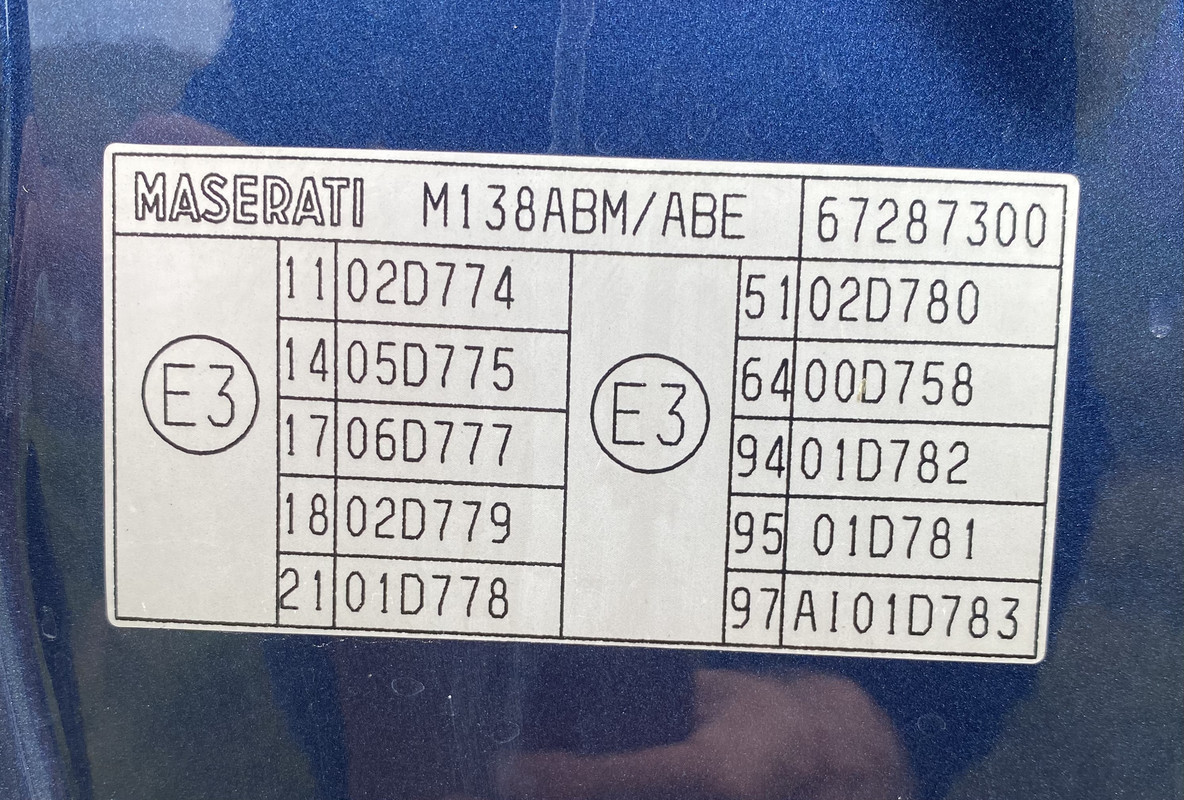 MASERATI M138ABM/ABE 67287300
E3
11 02D774
14 05D775
17 06D777
18 02D779
21 01D778
E3
51 02D780
64 00D758
94 01D782
95 01D781
97 AI01D783